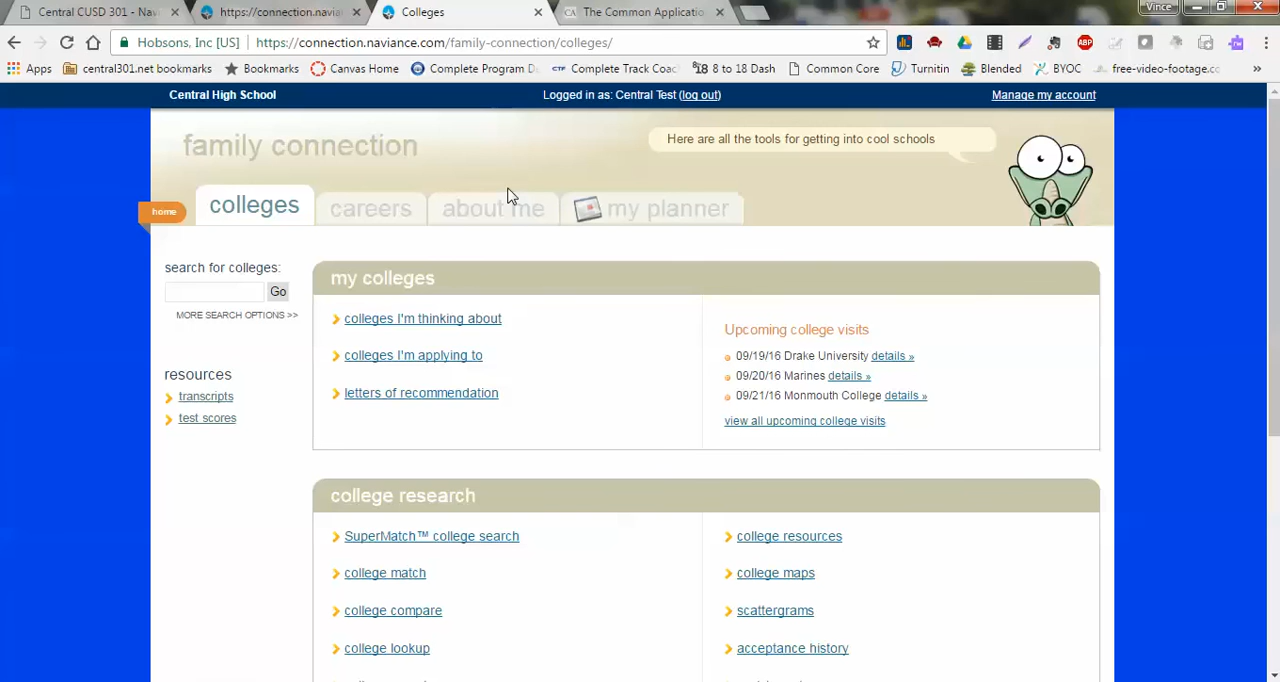 Central CUSD 301 - Navi
https://connection.navia
Colleges
The Common Applicatio
Vince
Hobsons, Inc [US]
https://connection.naviance.com/family-connection/colleges/
Apps
central301.net bookmarks
Bookmarks
Canvas Home
Complete Program D
CTF Complete Track Coac
8 to 18 Dash
Common Core
Turnitin
Blended
BYOC
free-video-footage.co
Central High School
Logged in as: Central Test (log out)
Manage my account
family connection
Here are all the tools for getting into cool schools
home
colleges
careers
about me
my planner
search for colleges:
Go
MORE SEARCH OPTIONS >>
resources
transcripts
test scores
my colleges
colleges I'm thinking about
colleges I'm applying to
letters of recommendation
Upcoming college visits
09/19/16 Drake University details »
09/20/16 Marines details »
09/21/16 Monmouth College details »
view all upcoming college visits
college research
SuperMatch™ college search
college match
college compare
college lookup
college resources
college maps
scattergrams
acceptance history